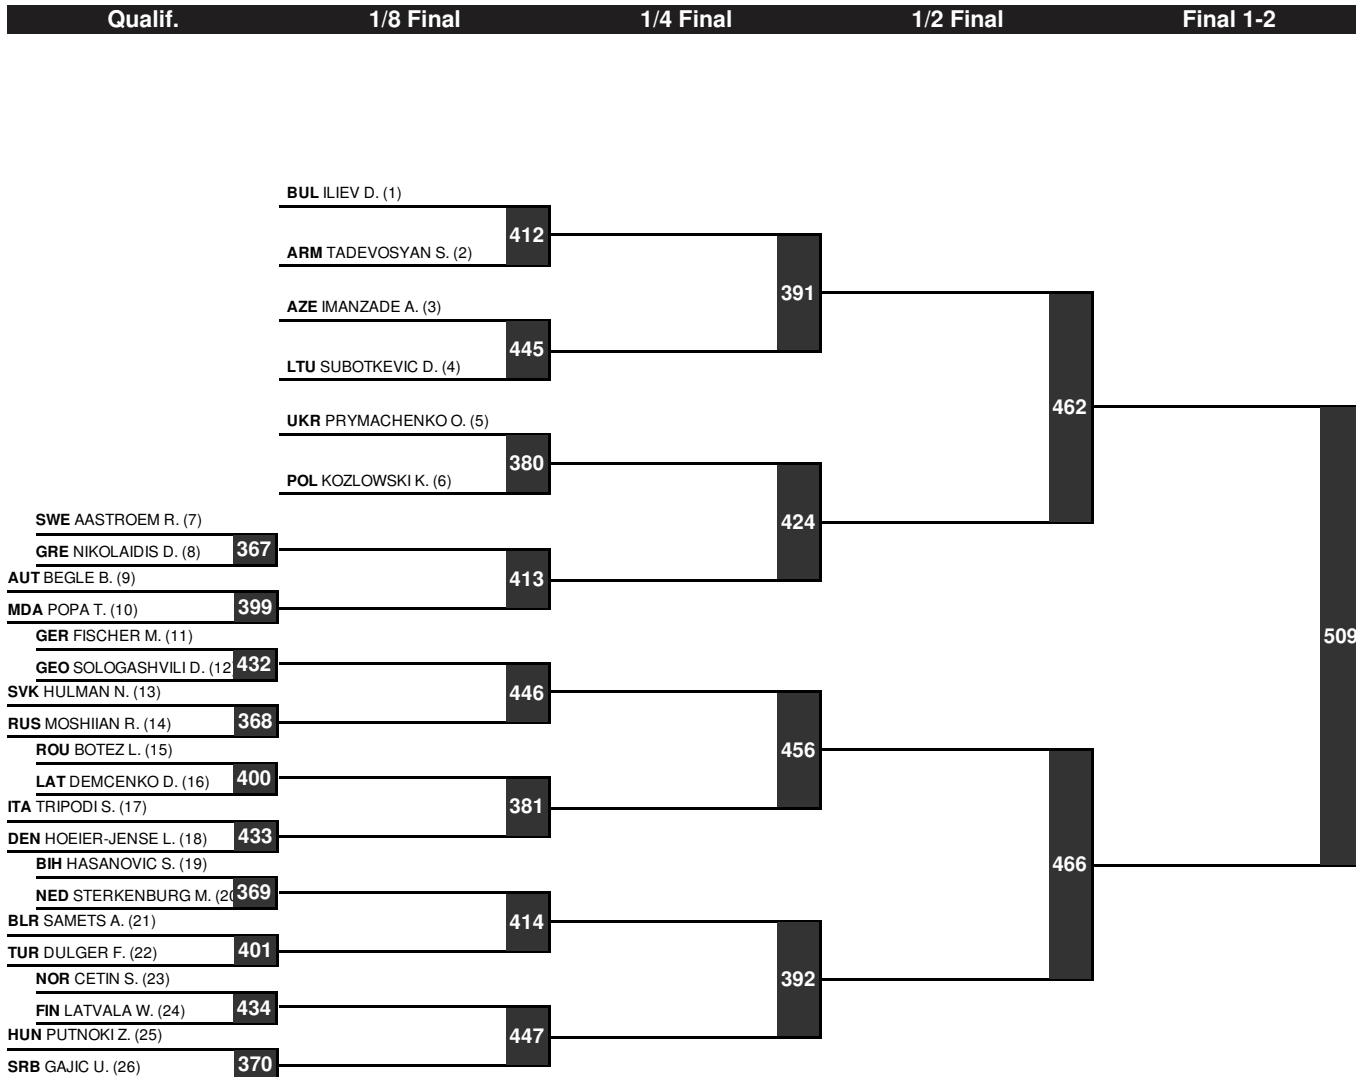 Qualif. 1/8 Final 1/4 Final 1/2 Final Final 1-2
BUL ILIEV D. (1)
412
ARM TADEVOSYAN S. (2)
391
AZE IMANZADE A. (3)
445
LTU SUBOTKEVIC D. (4)
462
UKR PRYMACHENKO O. (5)
380
POL KOZLOWSKI K. (6)
424
SWE AASTROEM R. (7)
GRE NIKOLAIDIS D. (8) 367
AUT BEGLE B. (9)
413
MDA POPA T. (10) 399
GER FISCHER M. (11)
509
GEO SOLOGASHVILI D. (12 432
SVK HULMAN N. (13)
446
RUS MOSHIIAN R. (14) 368
ROU BOTEZ L. (15)
456
LAT DEMCENKO D. (16) 400
ITA TRIPODI S. (17)
381
DEN HOEIER-JENSE L. (18) 433
BIH HASANOVIC S. (19)
466
NED STERKENBURG M. (20 369
BLR SAMETS A. (21)
414
TUR DULGER F. (22) 401
NOR CETIN S. (23)
392
FIN LATVALA W. (24) 434
HUN PUTNOKI Z. (25)
447
SRB GAJIC U. (26) 370